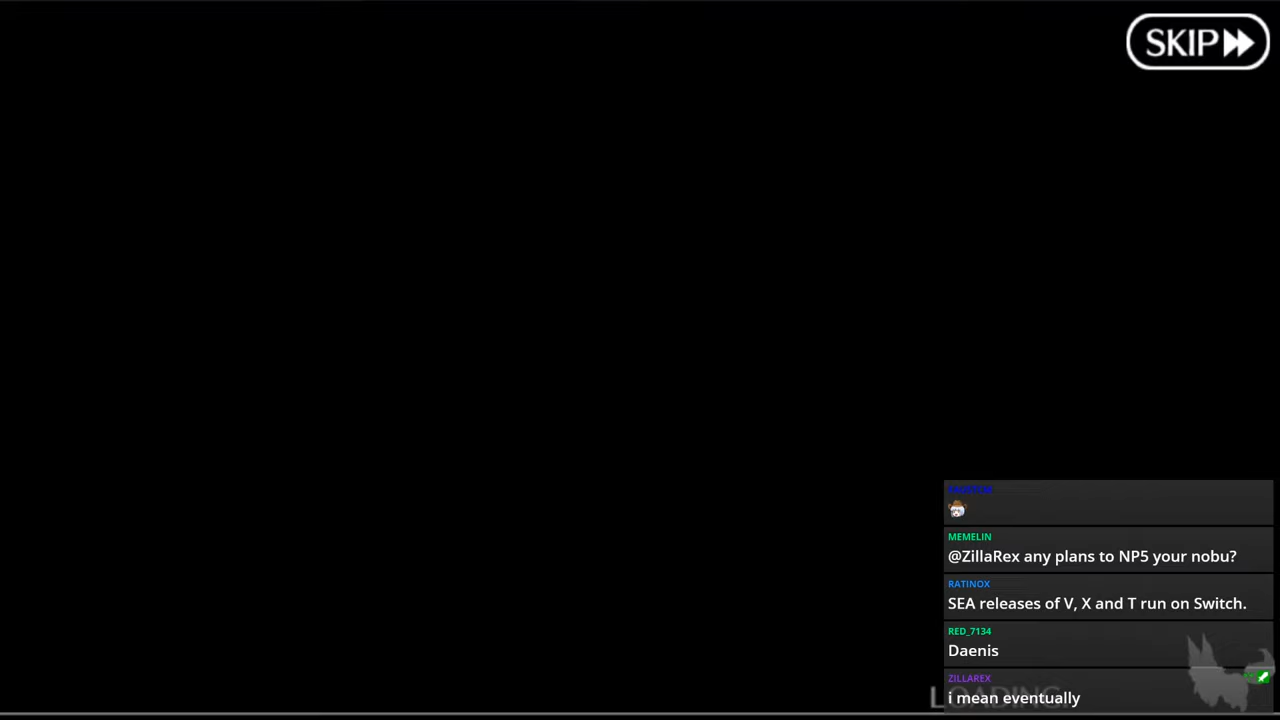 SKIP
MEMELIN
@ZillaRex any plans to NP5 your nobu?
RATINOX
SEA releases of V, X and T run on Switch.
RED_7134
Daenis
ZILLAREX
i mean eventually
LOADING.